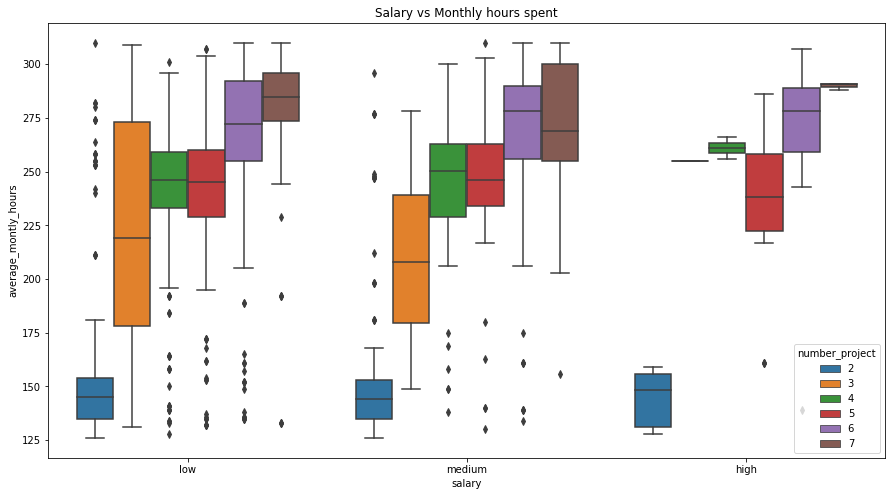 Salary vs Monthly hours spent
average_montly_hours
300
275
250
225
200
175
150
125
low medium high
salary
number_project
2
3
4
5
6
7